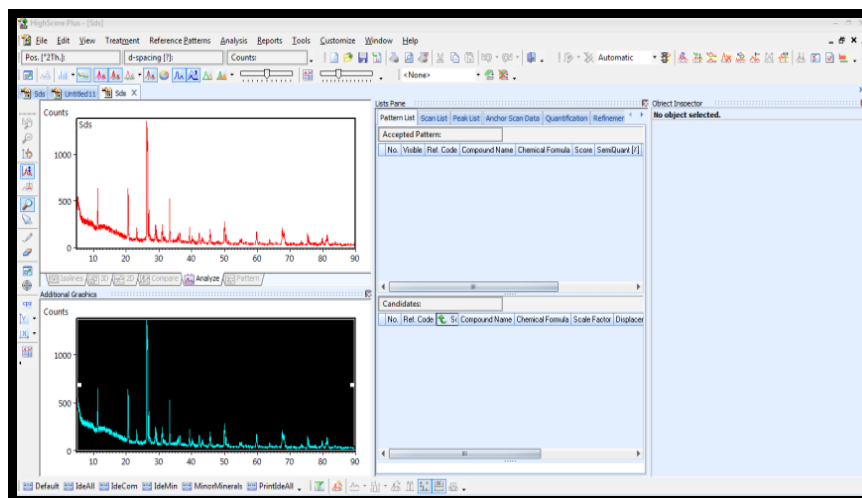 HighScore Plus - [Sds]
File Edit View Treatment Reference Patterns Analysis Reports Tools Customize Window Help
Pos. [°2Th.]: d-spacing [?]: Counts: Automatic
<None>
Sds Untitled11 Sds X
Counts
Sds
1000
500
0
10 20 30 40 50 60 70 80 90
Isolines 3D 2D Compare Analyze Pattern
Additional Graphics
Counts
1000
500
0
10 20 30 40 50 60 70 80 90
Lists Pane
Pattern List Scan List Peak List Anchor Scan Data Quantification Refinemer
Accepted Pattern:
No. Visible Ref. Code Compound Name Chemical Formula Score SemiQuant [%]
Candidates:
No. Ref. Code Sc Compound Name Chemical Formula Scale Factor Displacer
Object Inspector
No object selected.
Default IdeAll IdeCom IdeMin MinorMinerals PrintIdeAll